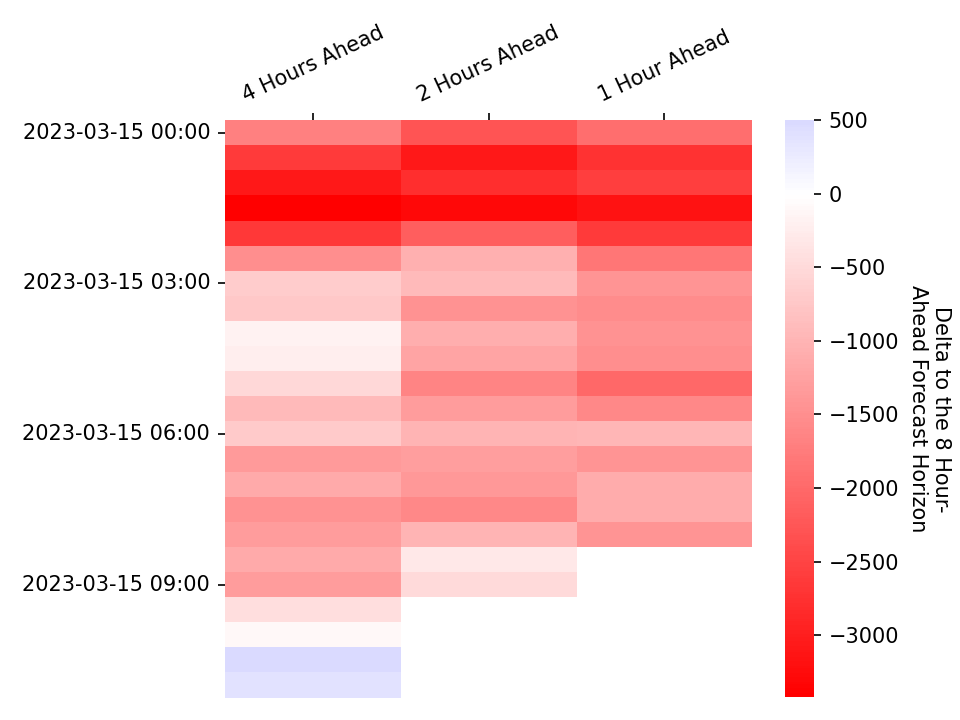 4 Hours Ahead
2 Hours Ahead
1 Hour Ahead
2023-03-15 00:00
2023-03-15 03:00
2023-03-15 06:00
2023-03-15 09:00
500
0
−500
−1000
−1500
−2000
−2500
−3000
Delta to the 8 Hour-
Ahead Forecast Horizon